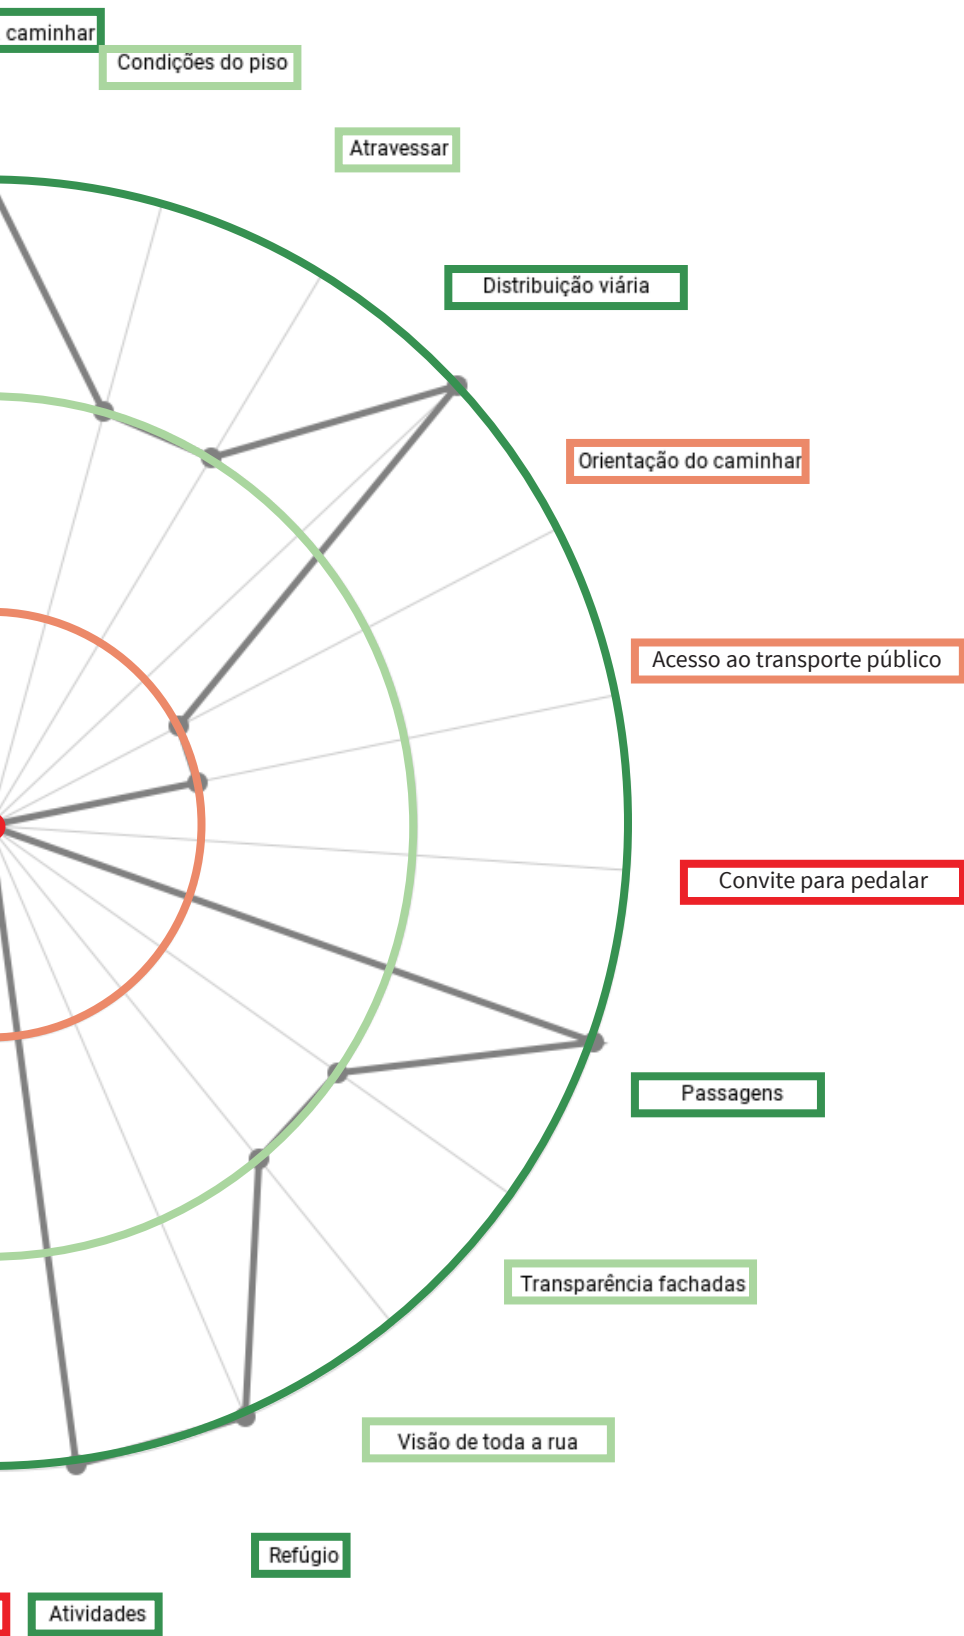 caminhar
Condições do piso
Atravessar
Distribuição viária
Orientação do caminhar
Acesso ao transporte público
Convite para pedalar
Passagens
Transparência fachadas
Visão de toda a rua
Refúgio
Atividades